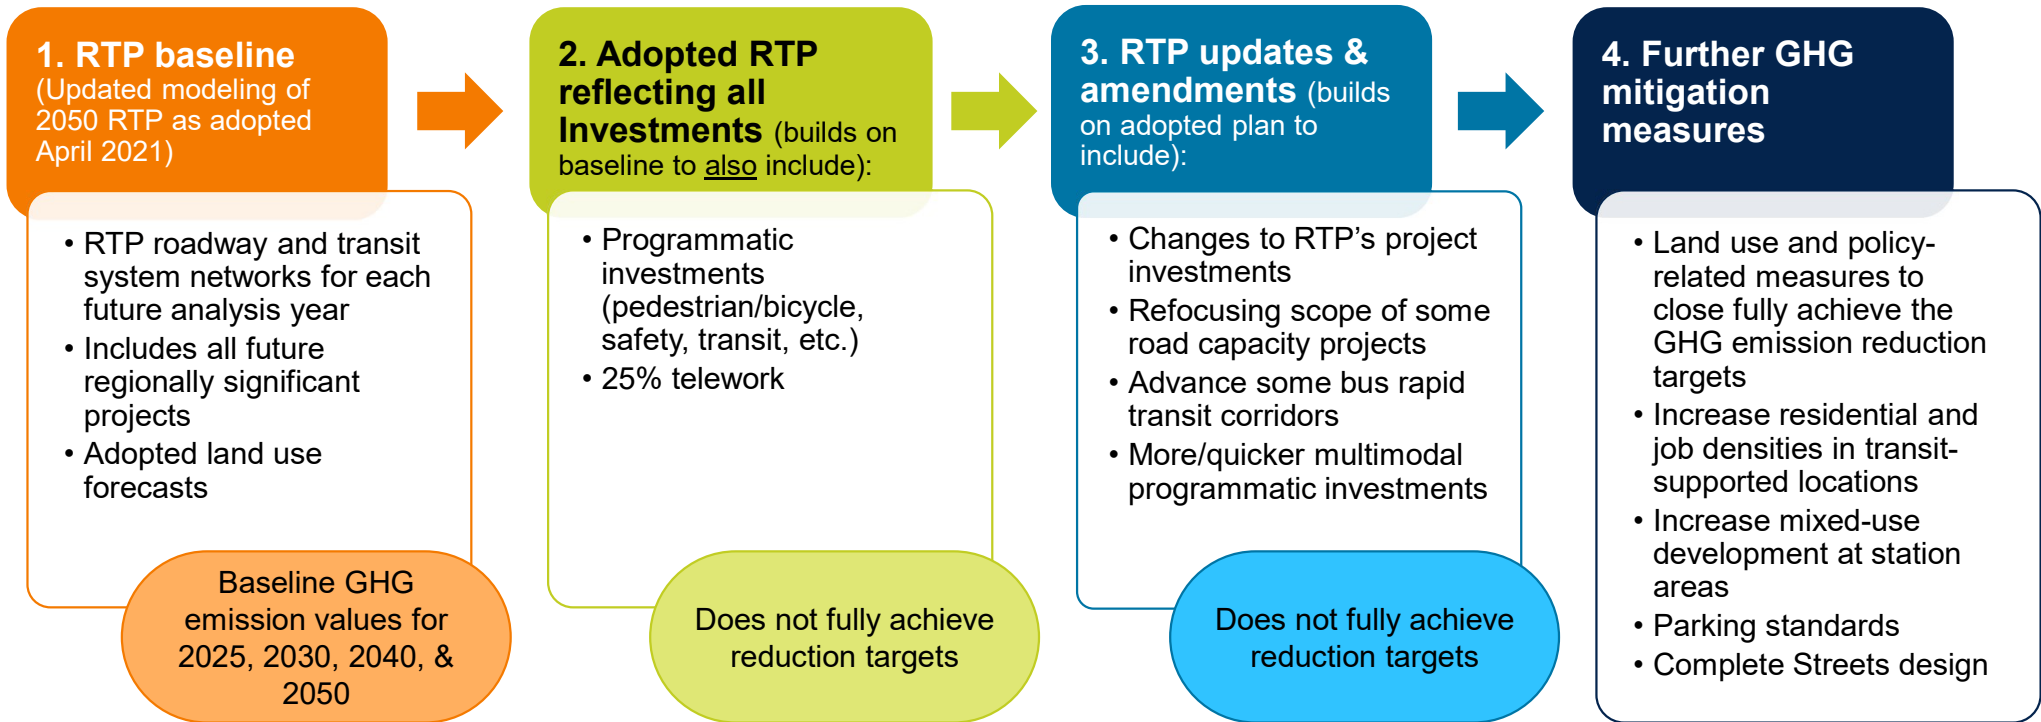 1. RTP baseline
(Updated modeling of
2050 RTP as adopted
April 2021)
• RTP roadway and transit
system networks for each
future analysis year
• Includes all future
regionally significant
projects
• Adopted land use
forecasts
Baseline GHG
emission values for
2025, 2030, 2040, &
2050
2. Adopted RTP
reflecting all
Investments (builds on
baseline to also include):
• Programmatic
investments
(pedestrian/bicycle,
safety, transit, etc.)
• 25% telework
Does not fully achieve
reduction targets
3. RTP updates &
amendments (builds
on adopted plan to
include):
• Changes to RTP's project
investments
• Refocusing scope of some
road capacity projects
• Advance some bus rapid
transit corridors
• More/quicker multimodal
programmatic investments
Does not fully achieve
reduction targets
4. Further GHG
mitigation
measures
• Land use and policy-
related measures to
close fully achieve the
GHG emission reduction
targets
• Increase residential and
job densities in transit-
supported locations
• Increase mixed-use
development at station
areas
• Parking standards
• Complete Streets design